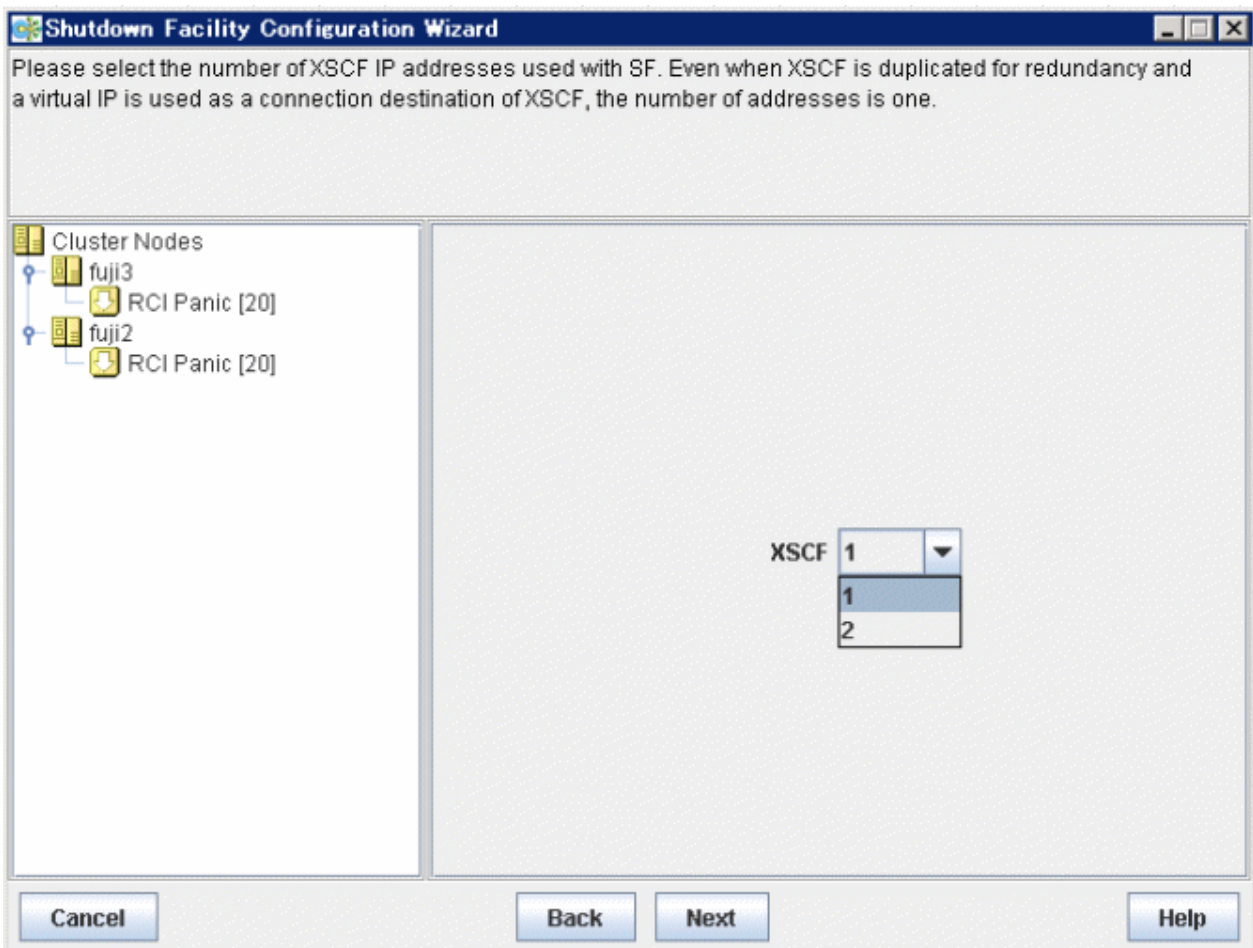 Shutdown Facility Configuration Wizard
Please select the number of XSCF IP addresses used with SF. Even when XSCF is duplicated for redundancy and
a virtual IP is used as a connection destination of XSCF, the number of addresses is one.
Cluster Nodes
fuji3
RCI Panic [20]
fuji2
RCI Panic [20]
XSCF 1
1
2
Cancel Back Next Help